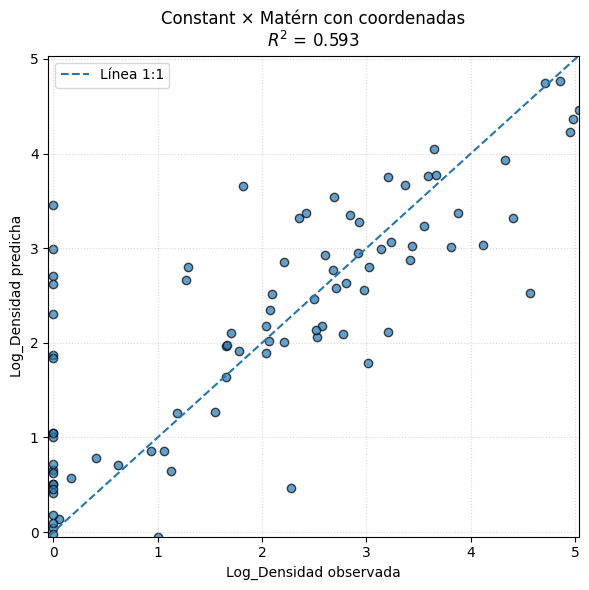 Constant × Matérn con coordenadas
R² = 0.593
Línea 1:1
Log_Densidad predicha
5
4
3
2
1
0
0 1 2 3 4 5
Log_Densidad observada